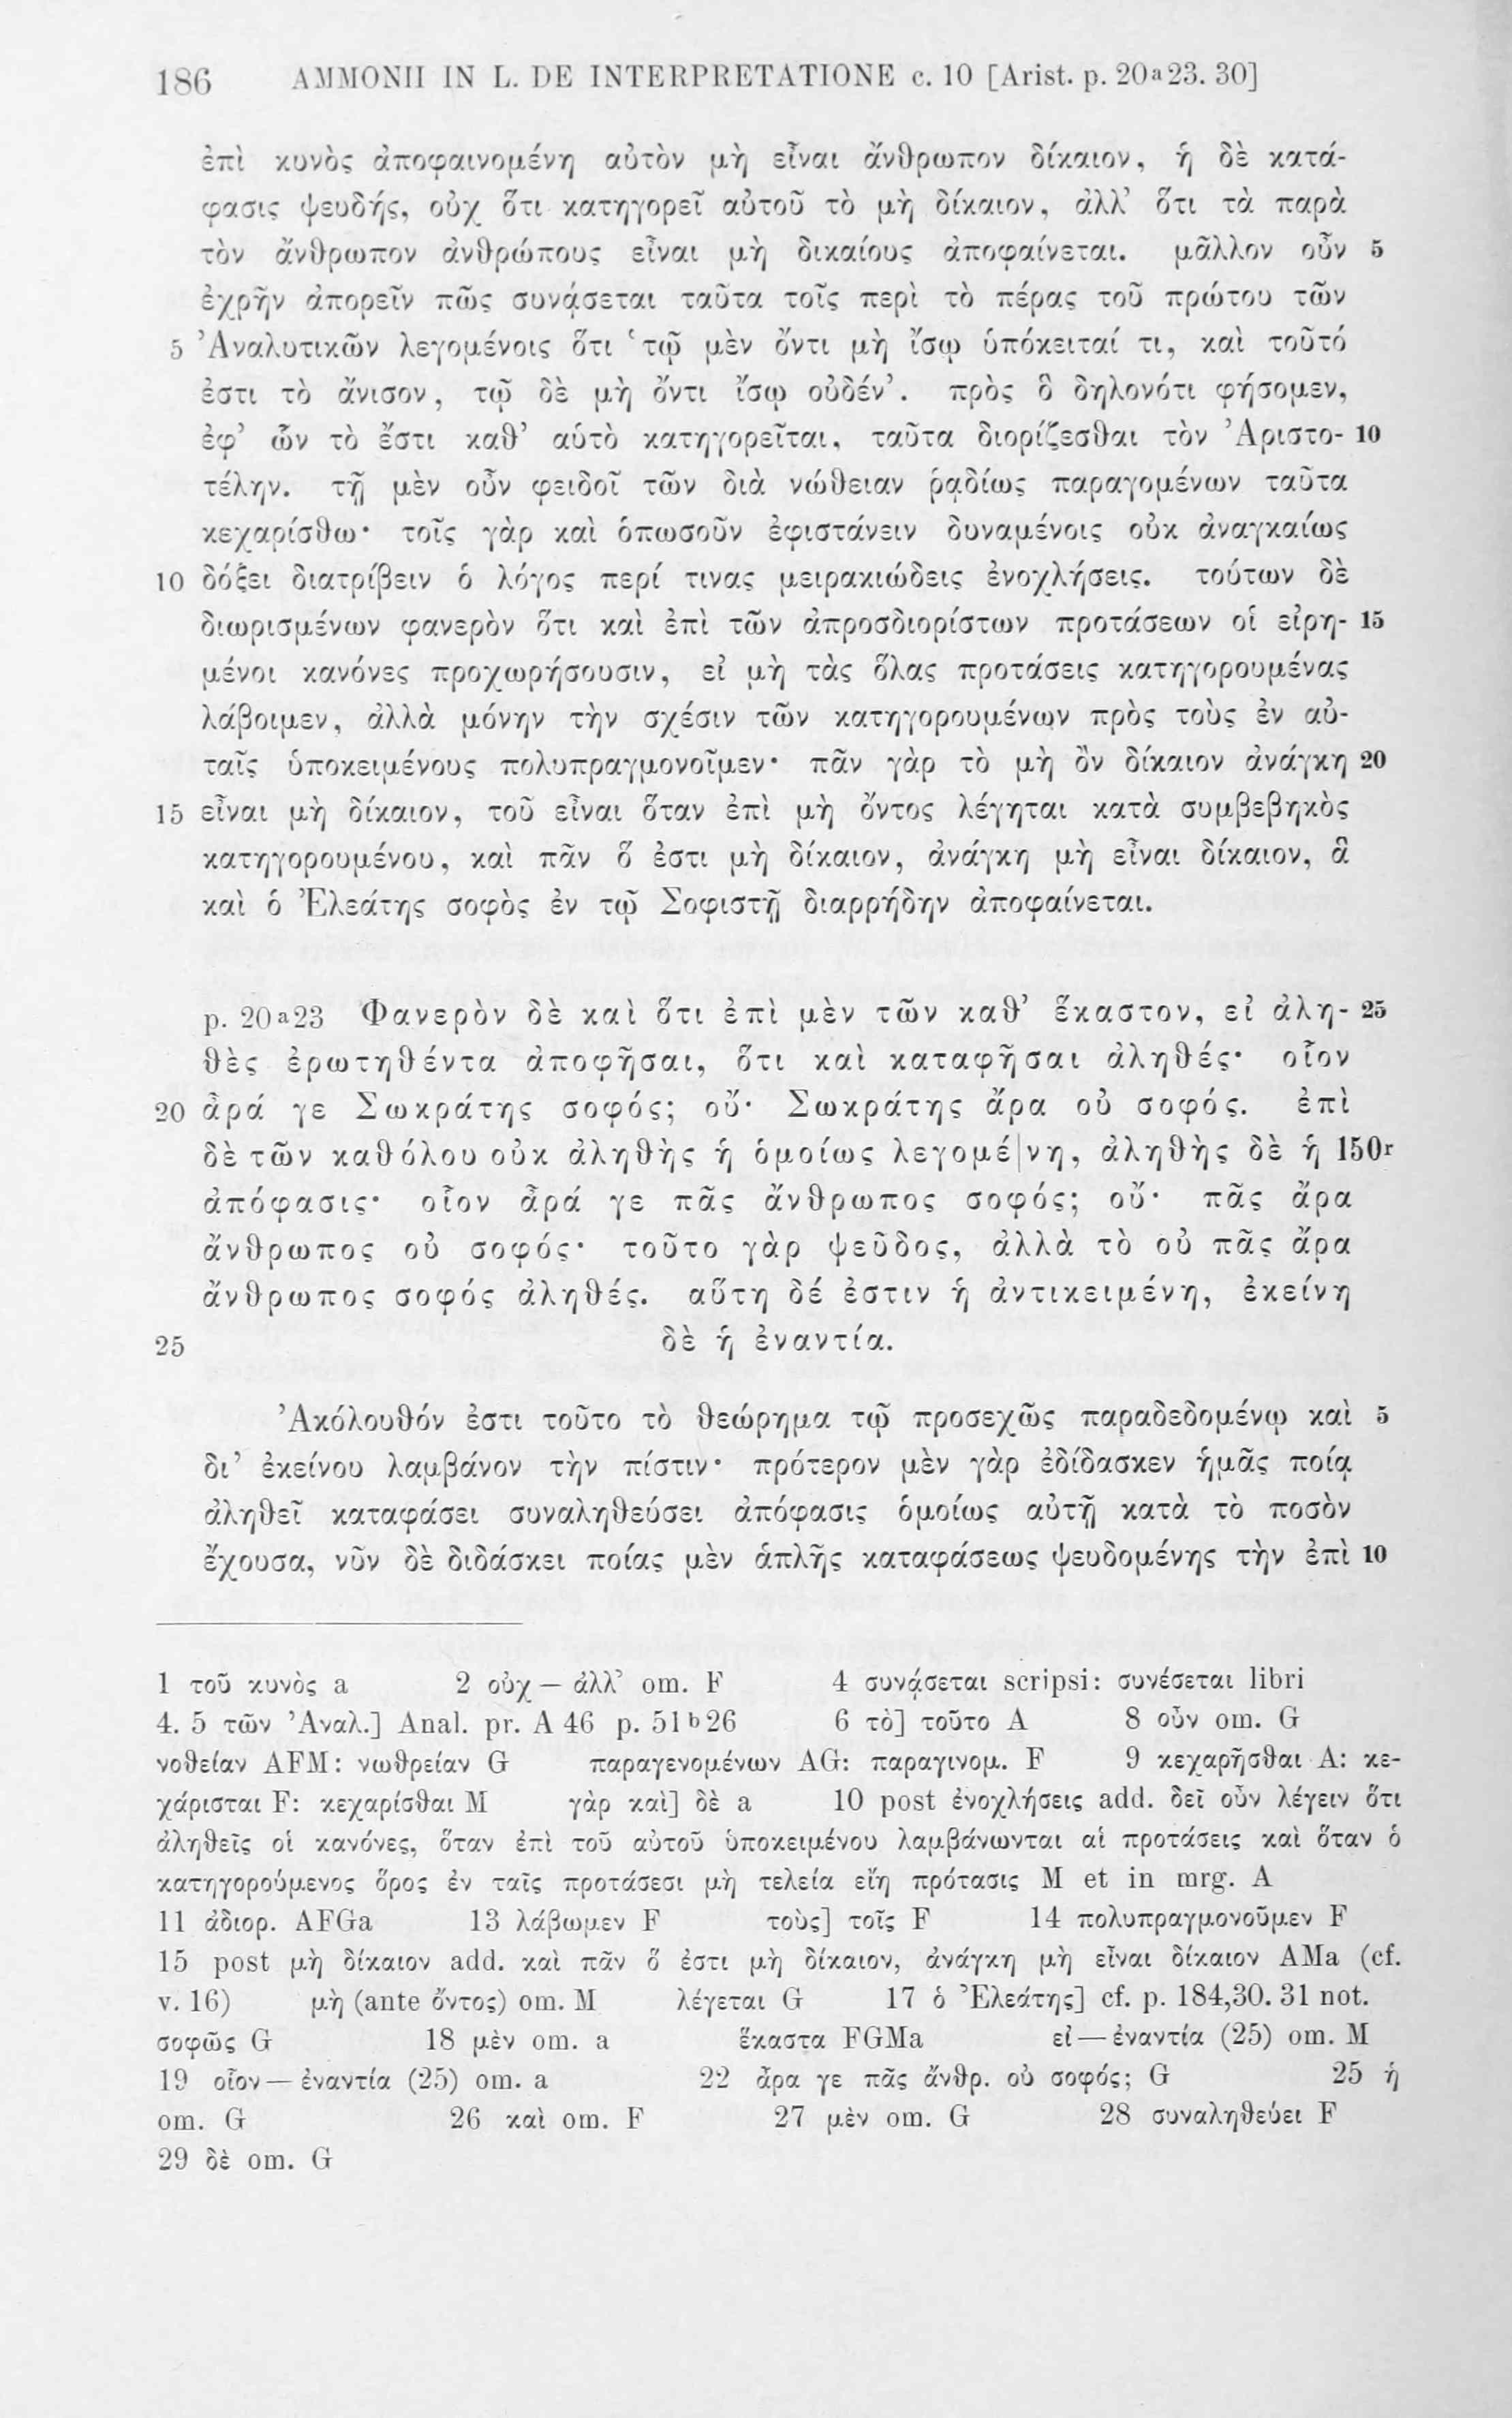 186 AMMONII IN L. DE INTERPRETATIONE c. 10 [Arist. p. 20a23. 30]
ἐπὶ κυνὸς ἀποφαινομένη αὐτὸν μὴ εἶναι ἄνθρωπον δίκαιον, ἡ δὲ κατά-
φασις ψευδής, οὐχ ὅτι κατηγορεῖ αὐτοῦ τὸ μὴ δίκαιον, ἀλλ’ ὅτι τὰ παρὰ
τὸν ἄνθρωπον ἀνθρώπους εἶναι μὴ δικαίους ἀποφαίνεται. μᾶλλον οὖν 5
ἐχρῆν ἀπορεῖν πῶς συνᾴσεται ταῦτα τοῖς περὶ τὸ πέρας τοῦ πρώτου τῶν
5 Ἀναλυτικῶν λεγομένοις ὅτι ‘τῷ μὲν ὄντι μὴ ἴσῳ ὑπόκειταί τι, καὶ τοῦτό
ἐστι τὸ ἄνισον, τῷ δὲ μὴ ὄντι ἴσῳ οὐδέν’. πρὸς ὃ δηλονότι φήσομεν,
ἐφ’ ὧν τὸ ἔστι καθ’ αὑτὸ κατηγορεῖται, ταῦτα διορίζεσθαι τὸν Ἀριστο- 10
τέλην. τῇ μὲν οὖν φειδοῖ τῶν διὰ νώθειαν ῥᾳδίως παραγομένων ταῦτα
κεχαρίσθω· τοῖς γὰρ καὶ ὁπωσοῦν ἐφιστάνειν δυναμένοις οὐκ ἀναγκαίως
10 δόξει διατρίβειν ὁ λόγος περί τινας μειρακιώδεις ἐνοχλήσεις. τούτων δὲ
διωρισμένων φανερὸν ὅτι καὶ ἐπὶ τῶν ἀπροσδιορίστων προτάσεων οἱ εἰρη- 15
μένοι κανόνες προχωρήσουσιν, εἰ μὴ τὰς ὅλας προτάσεις κατηγορουμένας
λάβοιμεν, ἀλλὰ μόνην τὴν σχέσιν τῶν κατηγορουμένων πρὸς τοὺς ἐν αὐ-
ταῖς ὑποκειμένους πολυπραγμονοῖμεν· πᾶν γὰρ τὸ μὴ ὂν δίκαιον ἀνάγκη 20
15 εἶναι μὴ δίκαιον, τοῦ εἶναι ὅταν ἐπὶ μὴ ὄντος λέγηται κατὰ συμβεβηκὸς
κατηγορουμένου, καὶ πᾶν ὅ ἐστι μὴ δίκαιον, ἀνάγκη μὴ εἶναι δίκαιον, ἃ
καὶ ὁ Ἐλεάτης σοφὸς ἐν τῷ Σοφιστῇ διαρρήδην ἀποφαίνεται.
p. 20a23 Φανερὸν δὲ καὶ ὅτι ἐπὶ μὲν τῶν καθ’ ἕκαστον, εἰ ἀλη- 25
θὲς ἐρωτηθέντα ἀποφῆσαι, ὅτι καὶ καταφῆσαι ἀληθές· οἷον
20 ἆρά γε Σωκράτης σοφός; οὔ· Σωκράτης ἄρα οὐ σοφός. ἐπὶ
δὲ τῶν καθόλου οὐκ ἀληθὴς ἡ ὁμοίως λεγομέ|νη, ἀληθὴς δὲ ἡ 150r
ἀπόφασις· οἷον ἆρά γε πᾶς ἄνθρωπος σοφός; οὔ· πᾶς ἄρα
ἄνθρωπος οὐ σοφός· τοῦτο γὰρ ψεῦδος, ἀλλὰ τὸ οὐ πᾶς ἄρα
ἄνθρωπος σοφός ἀληθές. αὕτη δέ ἐστιν ἡ ἀντικειμένη, ἐκείνη
25 δὲ ἡ ἐναντία.
Ἀκόλουθόν ἐστι τοῦτο τὸ θεώρημα τῷ προσεχῶς παραδεδομένῳ καὶ 5
δι’ ἐκείνου λαμβάνον τὴν πίστιν· πρότερον μὲν γὰρ ἐδίδασκεν ἡμᾶς ποίᾳ
ἀληθεῖ καταφάσει συναληθεύσει ἀπόφασις ὁμοίως αὐτῇ κατὰ τὸ ποσὸν
ἔχουσα, νῦν δὲ διδάσκει ποίας μὲν ἁπλῆς καταφάσεως ψευδομένης τὴν ἐπὶ 10
1 τοῦ κυνὸς a 2 οὐχ — ἀλλ’ om. F 4 συνᾴσεται scripsi: συνέσεται libri
4. 5 τῶν Ἀναλ.] Anal. pr. A 46 p. 51b26 6 τὸ] τοῦτο A 8 οὖν om. G
νοθείαν AFM: νωθρείαν G παραγενομένων AG: παραγινομ. F 9 κεχαρῆσθαι A: κε-
χάρισται F: κεχαρίσθαι M γὰρ καὶ] δὲ a 10 post ἐνοχλήσεις add. δεῖ οὖν λέγειν ὅτι
ἀληθεῖς οἱ κανόνες, ὅταν ἐπὶ τοῦ αὐτοῦ ὑποκειμένου λαμβάνωνται αἱ προτάσεις καὶ ὅταν ὁ
κατηγορούμενος ὅρος ἐν ταῖς προτάσεσι μὴ τελεία εἴη πρότασις M et in mrg. A
11 ἀδιορ. AFGa 13 λάβωμεν F τοὺς] τοῖς F 14 πολυπραγμονοῦμεν F
15 post μὴ δίκαιον add. καὶ πᾶν ὅ ἐστι μὴ δίκαιον, ἀνάγκη μὴ εἶναι δίκαιον AMa (cf.
v. 16) μὴ (ante ὄντος) om. M λέγεται G 17 ὁ Ἐλεάτης] cf. p. 184,30. 31 not.
σοφῶς G 18 μὲν om. a ἕκαστα FGMa εἰ — ἐναντία (25) om. M
19 οἷον — ἐναντία (25) om. a 22 ἆρα γε πᾶς ἄνθρ. οὐ σοφός; G 25 ἡ
om. G 26 καὶ om. F 27 μὲν om. G 28 συναληθεύει F
29 δὲ om. G